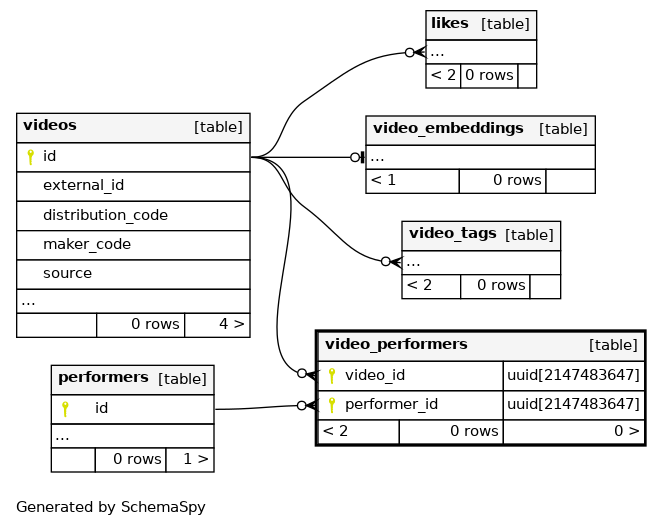 likes [table]
...
< 2 0 rows
videos [table]
id
external_id
distribution_code
maker_code
source
...
0 rows 4 >
video_embeddings [table]
...
< 1 0 rows
video_tags [table]
...
< 2 0 rows
video_performers [table]
video_id uuid[2147483647]
performer_id uuid[2147483647]
< 2 0 rows 0 >
performers [table]
id
...
0 rows 1 >
Generated by SchemaSpy